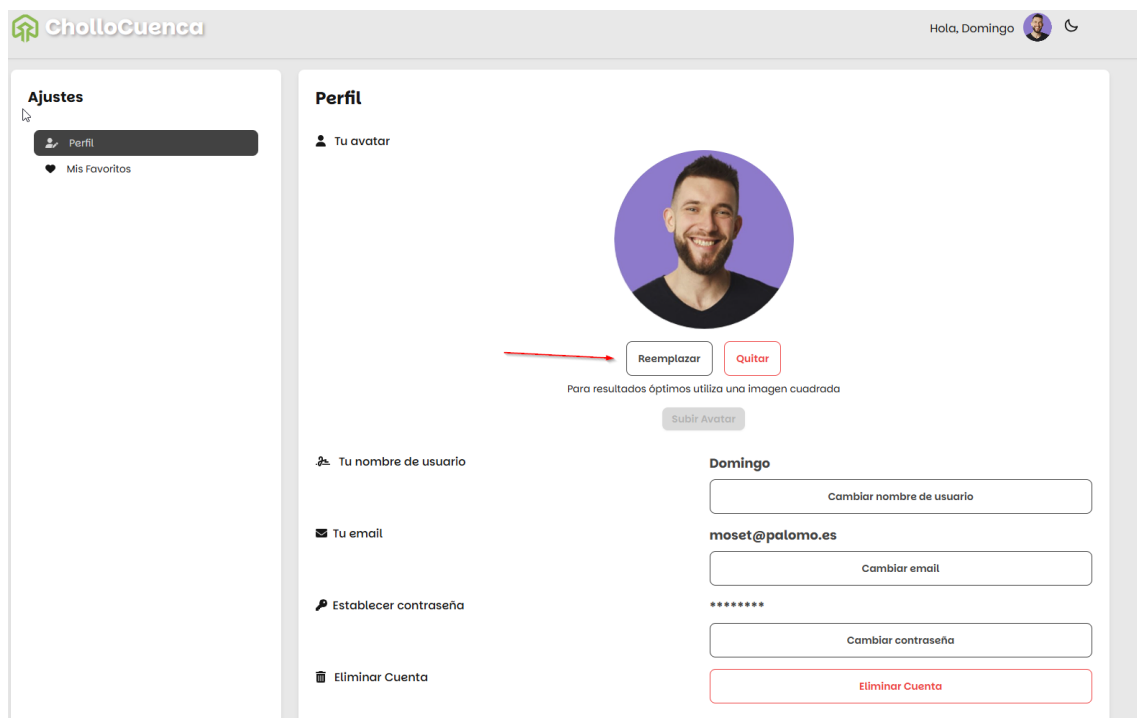 CholloCuenca
Hola, Domingo
Ajustes
Perfil
Mis Favoritos
Perfil
Tu avatar
Reemplazar
Quitar
Para resultados óptimos utiliza una imagen cuadrada
Subir Avatar
Tu nombre de usuario
Domingo
Cambiar nombre de usuario
Tu email
moset@palomo.es
Cambiar email
Establecer contraseña
********
Cambiar contraseña
Eliminar Cuenta
Eliminar Cuenta